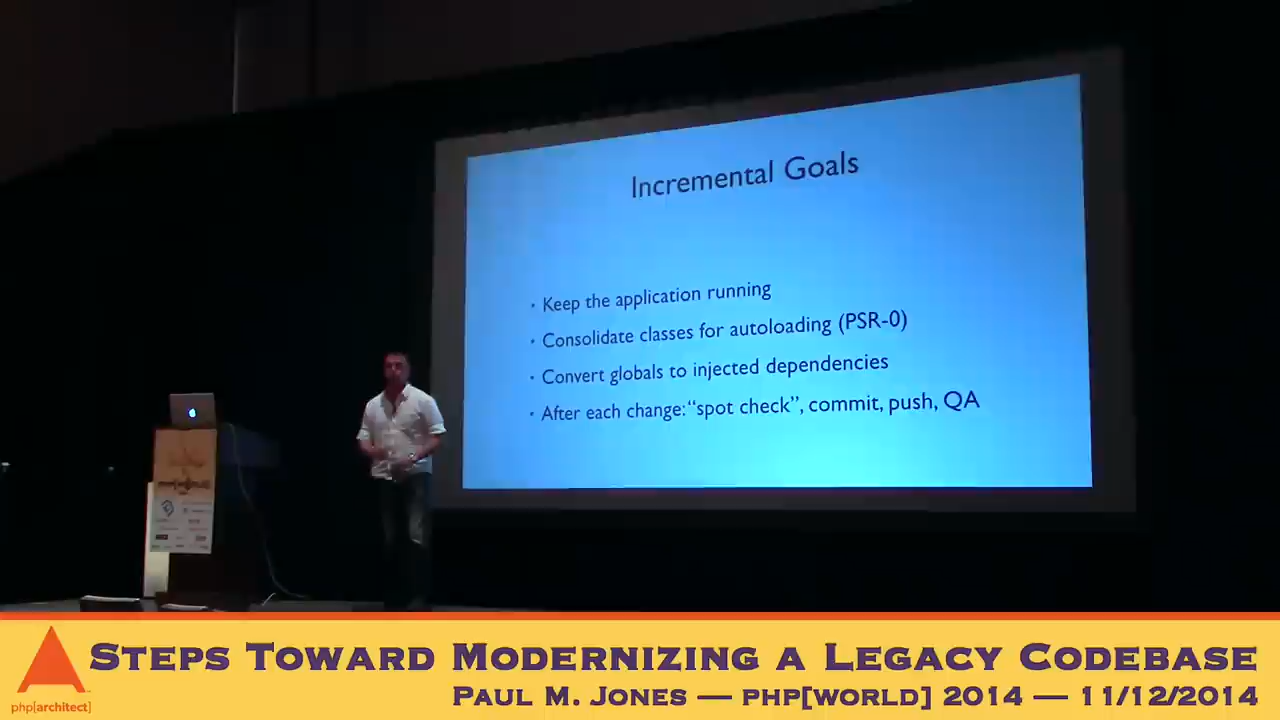 Incremental Goals
• Keep the application running
• Consolidate classes for autoloading (PSR-0)
• Convert globals to injected dependencies
• After each change: “spot check”, commit, push, QA
STEPS TOWARD MODERNIZING A LEGACY CODEBASE
PAUL M. JONES — PHP[WORLD] 2014 — 11/12/2014
php[architect]